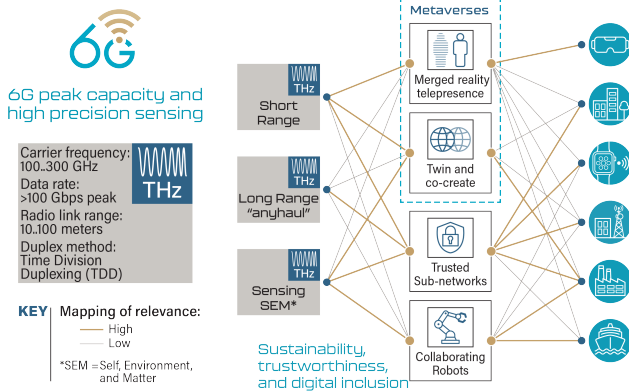 6G
6G peak capacity and
high precision sensing
Carrier frequency:
100..300 GHz
Data rate:
>100 Gbps peak
Radio link range:
10..100 meters
Duplex method:
Time Division
Duplexing (TDD)
THz
KEY
Mapping of relevance:
High
Low
*SEM = Self, Environment,
and Matter
THz
Short
Range
THz
Long Range
“anyhaul”
THz
Sensing
SEM*
Sustainability,
trustworthiness,
and digital inclusion
Metaverses
Merged reality
telepresence
Twin and
co-create
Trusted
Sub-networks
Collaborating
Robots